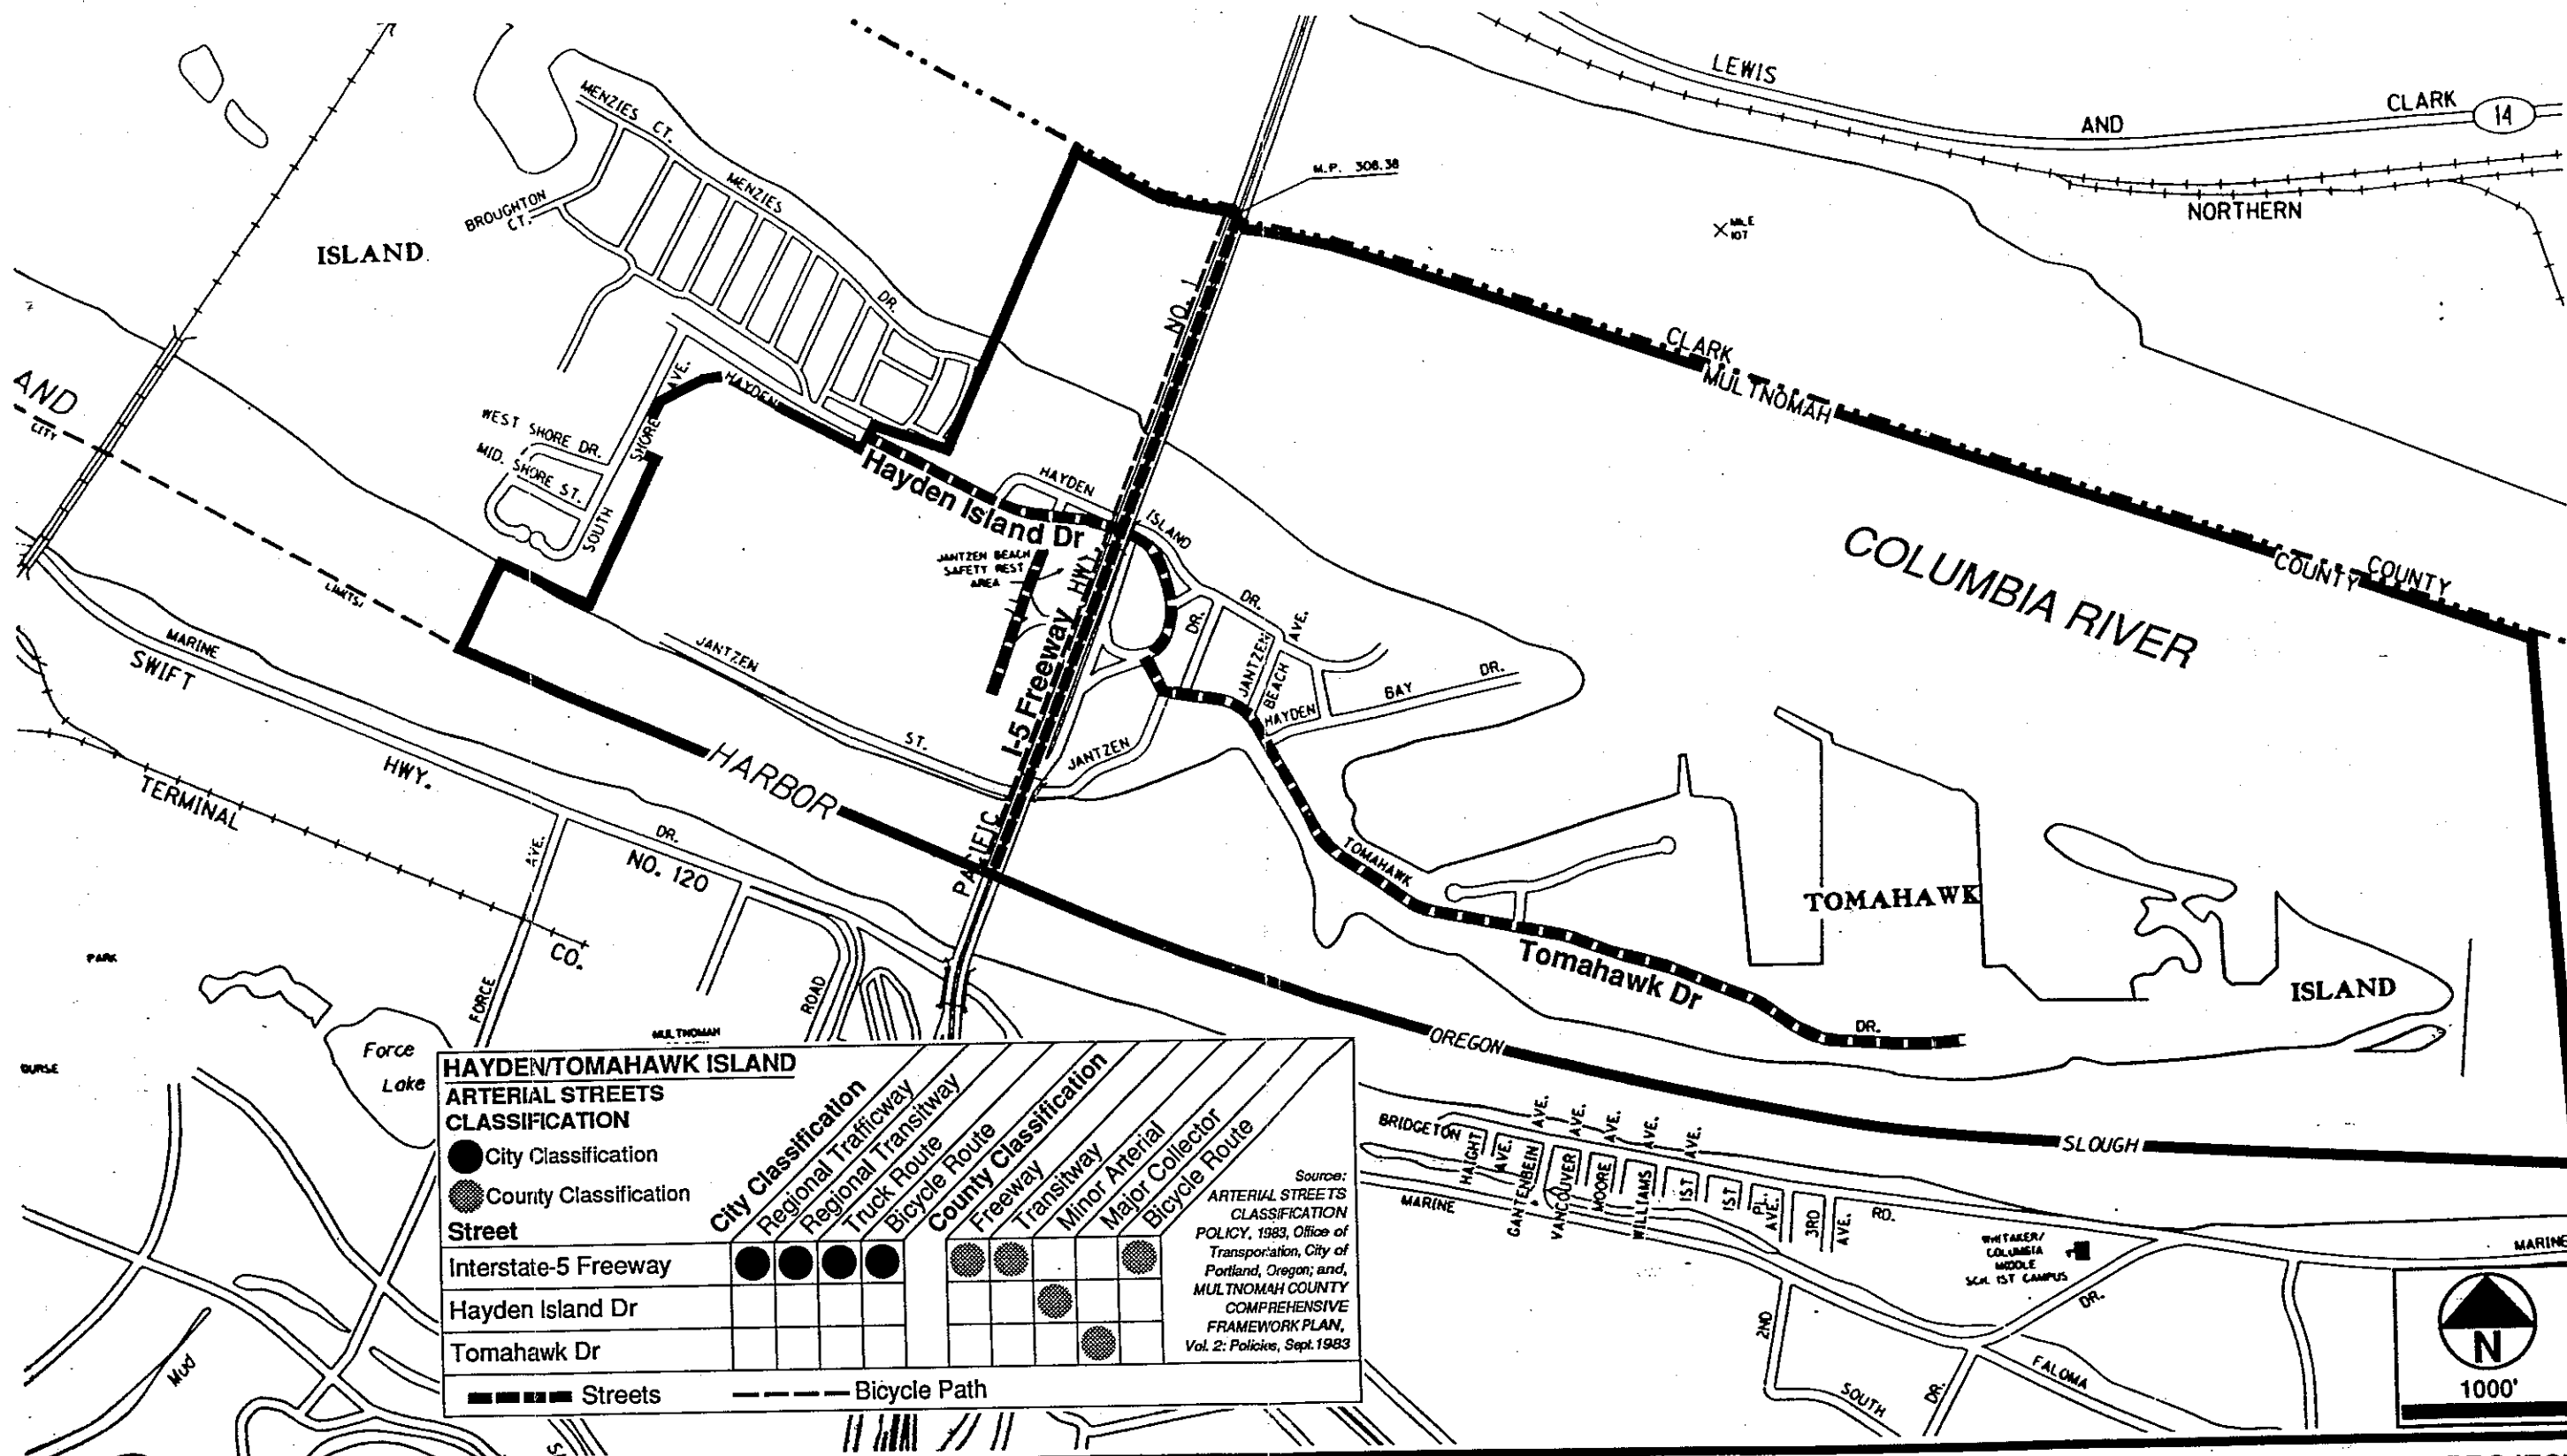 LEWIS
AND
CLARK
14
NORTHERN
M.P. 308.38
MILE
107
MENZIES CT.
MENZIES
DR.
BROUGHTON
CT.
ISLAND
NO. 1
CLARK
MULTNOMAH
COUNTY
COUNTY
COLUMBIA RIVER
AND
CITY
LIMITS
WEST SHORE DR.
MID. SHORE ST.
SHORE
AVE.
SOUTH
HAYDEN
Hayden Island Dr
HAYDEN
ISLAND
DR.
JANTZEN BEACH
SAFETY REST
AREA
HWY.
I-5 Freeway
PACIFIC
DR.
JANTZEN
BEACH
AVE.
HAYDEN
BAY
DR.
JANTZEN
ST.
JANTZEN
MARINE
SWIFT
HWY.
DR.
NO. 120
HARBOR
TERMINAL
CO.
TOMAHAWK
Tomahawk Dr
DR.
TOMAHAWK
ISLAND
OREGON
SLOUGH
PARK
FORCE
AVE.
ROAD
MULTNOMAH
Force
Lake
Mud
BRIDGETON
HAIGHT
AVE.
GANTENBEIN
AVE.
VANCOUVER
AVE.
MOORE
AVE.
WILLIAMS
AVE.
1ST
AVE.
1ST
PL.
AVE.
3RD
AVE.
RD.
MARINE
WHITAKER/
COLUMBIA
MIDDLE
SCH. 1ST CAMPUS
MARINE
DR.
2ND
SOUTH
DR.
FALOMA
N
1000'
HAYDEN/TOMAHAWK ISLAND
ARTERIAL STREETS
CLASSIFICATION
City Classification
County Classification
Street
City Classification
Regional Trafficway
Regional Transitway
Truck Route
Bicycle Route
County Classification
Freeway
Transitway
Minor Arterial
Major Collector
Bicycle Route
Interstate-5 Freeway
Hayden Island Dr
Tomahawk Dr
Streets
Bicycle Path
Source:
ARTERIAL STREETS
CLASSIFICATION
POLICY, 1983, Office of
Transportation, City of
Portland, Oregon; and,
MULTNOMAH COUNTY
COMPREHENSIVE
FRAMEWORK PLAN,
Vol. 2: Policies, Sept. 1983